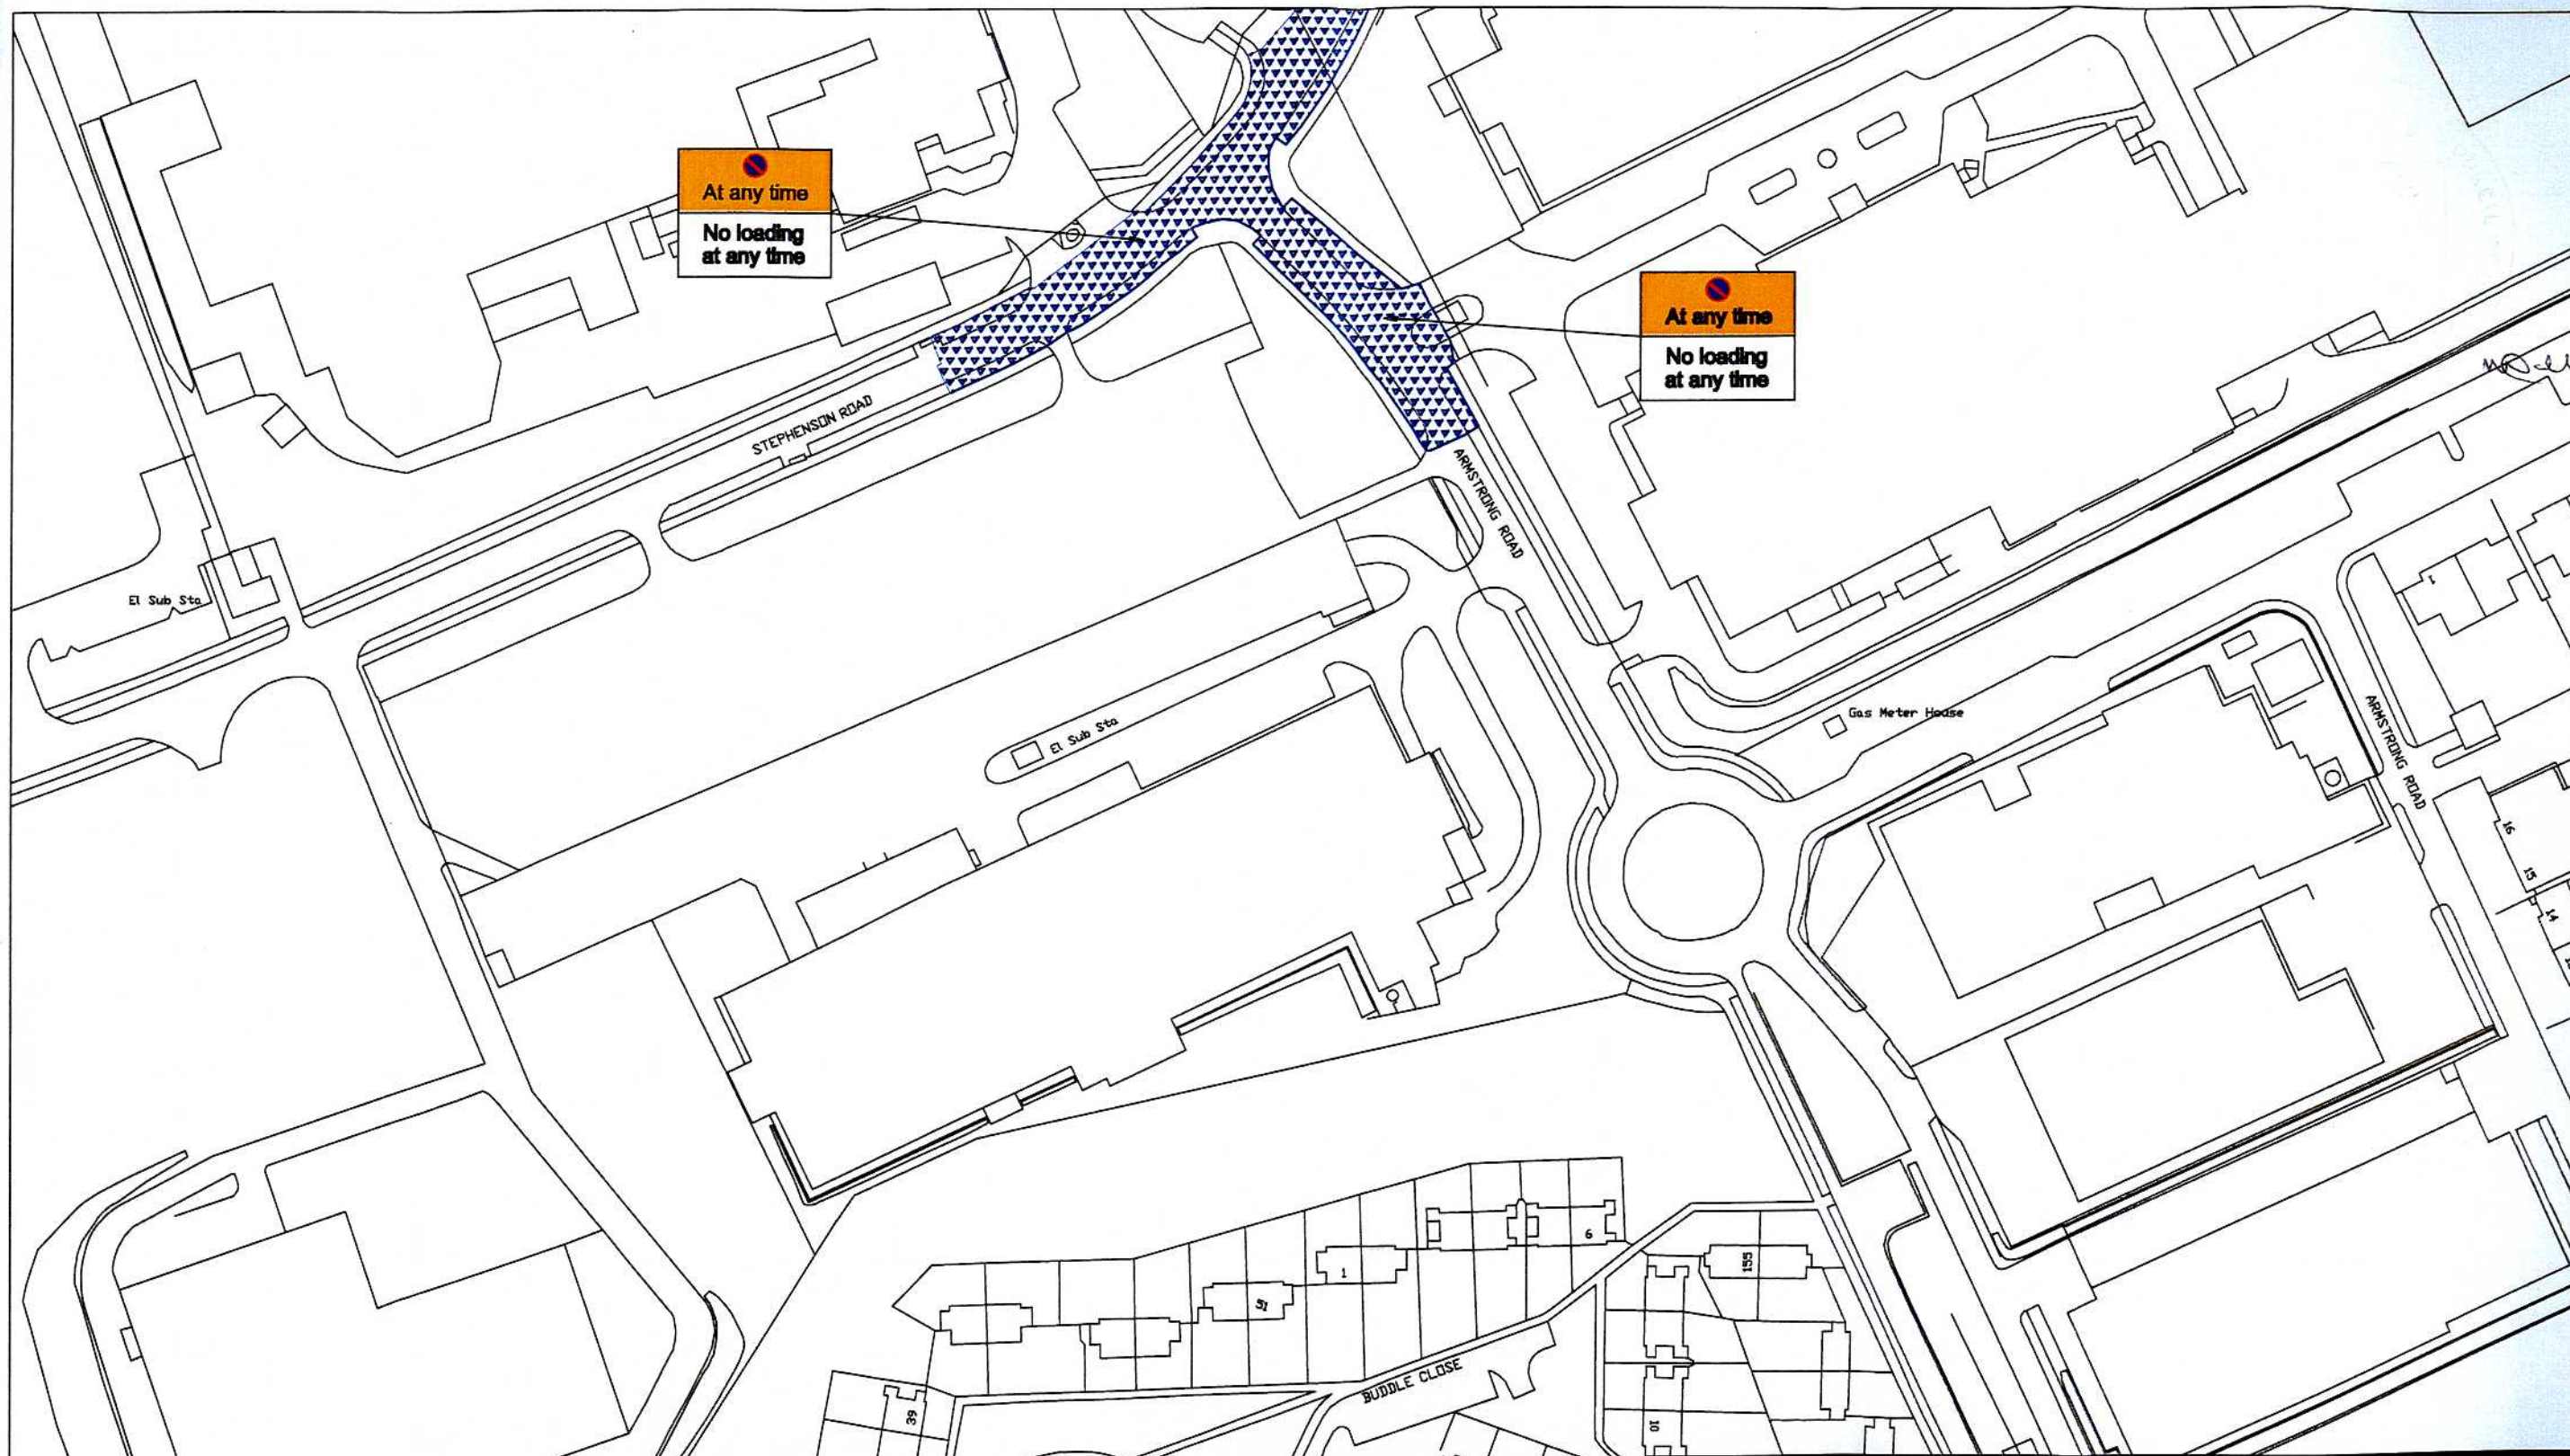 At any time
No loading
at any time
At any time
No loading
at any time
STEPHENSON ROAD
ARMSTRONG ROAD
El Sub Sta
El Sub Sta
Gas Meter House
ARMSTRONG ROAD
1
16
15
14
6
1
51
155
39
10
BUDDLE CLOSE